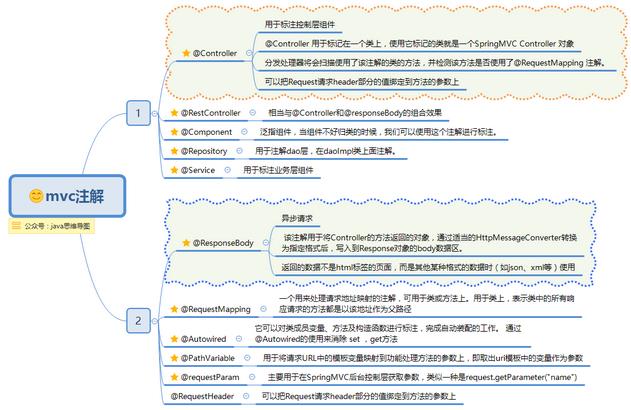 mvc注解
公众号：java思维导图
1
@Controller
用于标注控制层组件
@Controller 用于标记在一个类上，使用它标记的类就是一个SpringMVC Controller 对象
分发处理器将会扫描使用了该注解的类的方法，并检测该方法是否使用了@RequestMapping 注解。
可以把Request请求header部分的值绑定到方法的参数上
@RestController
相当与@Controller和@responseBody的组合效果
@Component
泛指组件，当组件不好归类的时候，我们可以使用这个注解进行标注。
@Repository
用于注解dao层，在daoImpl类上面注解。
@Service
用于标注业务层组件
2
@ResponseBody
异步请求
该注解用于将Controller的方法返回的对象，通过适当的HttpMessageConverter转换
为指定格式后，写入到Response对象的body数据区。
返回的数据不是html标签的页面，而是其他某种格式的数据时（如json、xml等）使用
@RequestMapping
一个用来处理请求地址映射的注解，可用于类或方法上。用于类上，表示类中的所有响
应请求的方法都是以该地址作为父路径
@Autowired
它可以对类成员变量、方法及构造函数进行标注，完成自动装配的工作。 通过
@Autowired的使用来消除 set ，get方法
@PathVariable
用于将请求URL中的模板变量映射到功能处理方法的参数上，即取出uri模板中的变量作为参数
@requestParam
主要用于在SpringMVC后台控制层获取参数，类似一种是request.getParameter("name")
@RequestHeader
可以把Request请求header部分的值绑定到方法的参数上